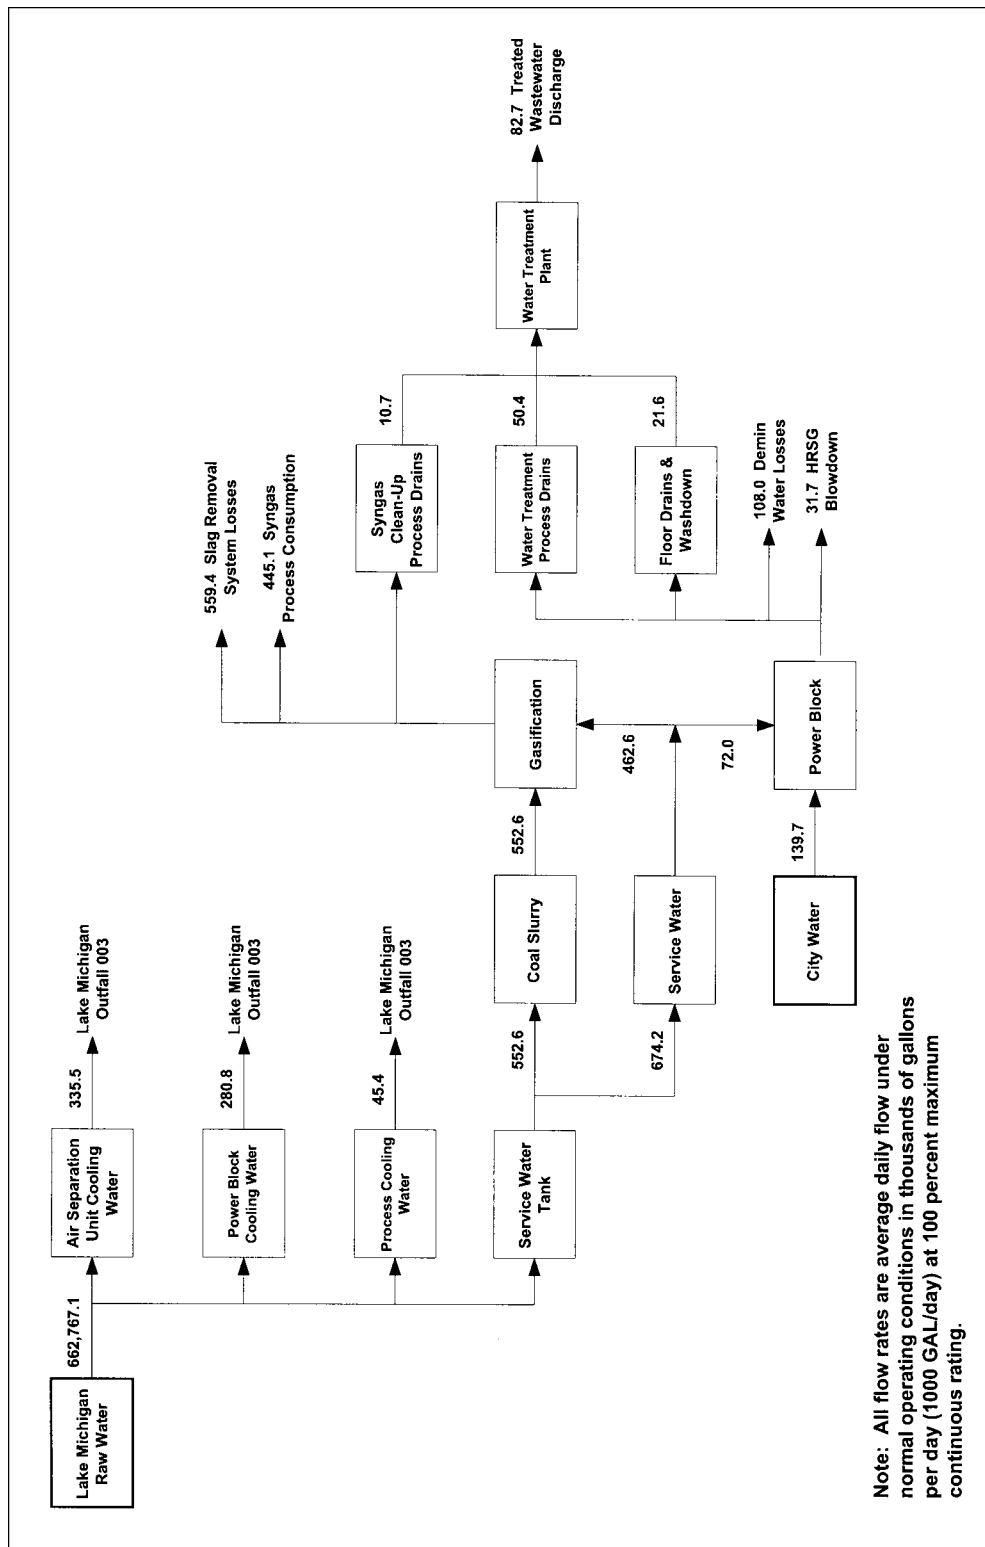 Lake Michigan
Raw Water
662,767.1
Air Separation
Unit Cooling
Water
335.5
Lake Michigan
Outfall 003
Power Block
Cooling Water
280.8
Lake Michigan
Outfall 003
Process Cooling
Water
45.4
Lake Michigan
Outfall 003
Service Water
Tank
552.6
674.2
Coal Slurry
552.6
Service Water
462.6
72.0
City Water
139.7
Gasification
Power Block
559.4 Slag Removal
System Losses
445.1 Syngas
Process Consumption
Syngas
Clean-Up
Process Drains
10.7
Water Treatment
Process Drains
50.4
Floor Drains &
Washdown
21.6
108.0 Demin
Water Losses
31.7 HRSG
Blowdown
Water Treatment
Plant
82.7 Treated
Wastewater
Discharge
Note: All flow rates are average daily flow under
normal operating conditions in thousands of gallons
per day (1000 GAL/day) at 100 percent maximum
continuous rating.